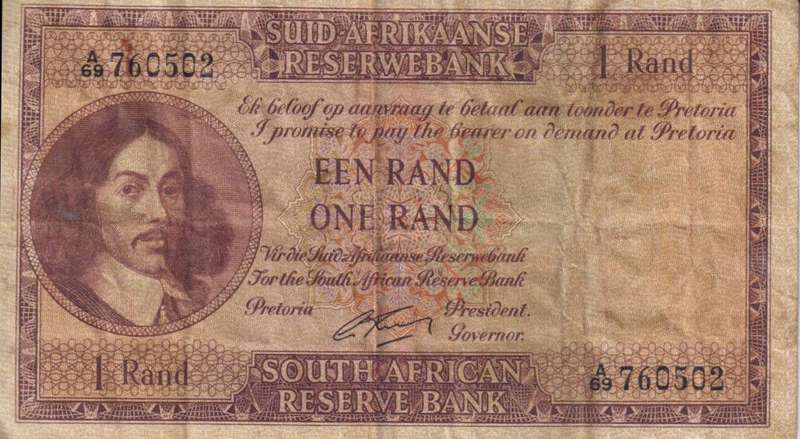 SUID-AFRIKAANSE
RESERWEBANK
A/69 760502
1 Rand
Ek beloof op aanvraag te betaal aan toonder te Pretoria
I promise to pay the bearer on demand at Pretoria
EEN RAND
ONE RAND
Vir die Suid-Afrikaanse Reserwebank
For the South African Reserve Bank
Pretoria
President.
Governor.
1 Rand
SOUTH AFRICAN
RESERVE BANK
A/69 760502